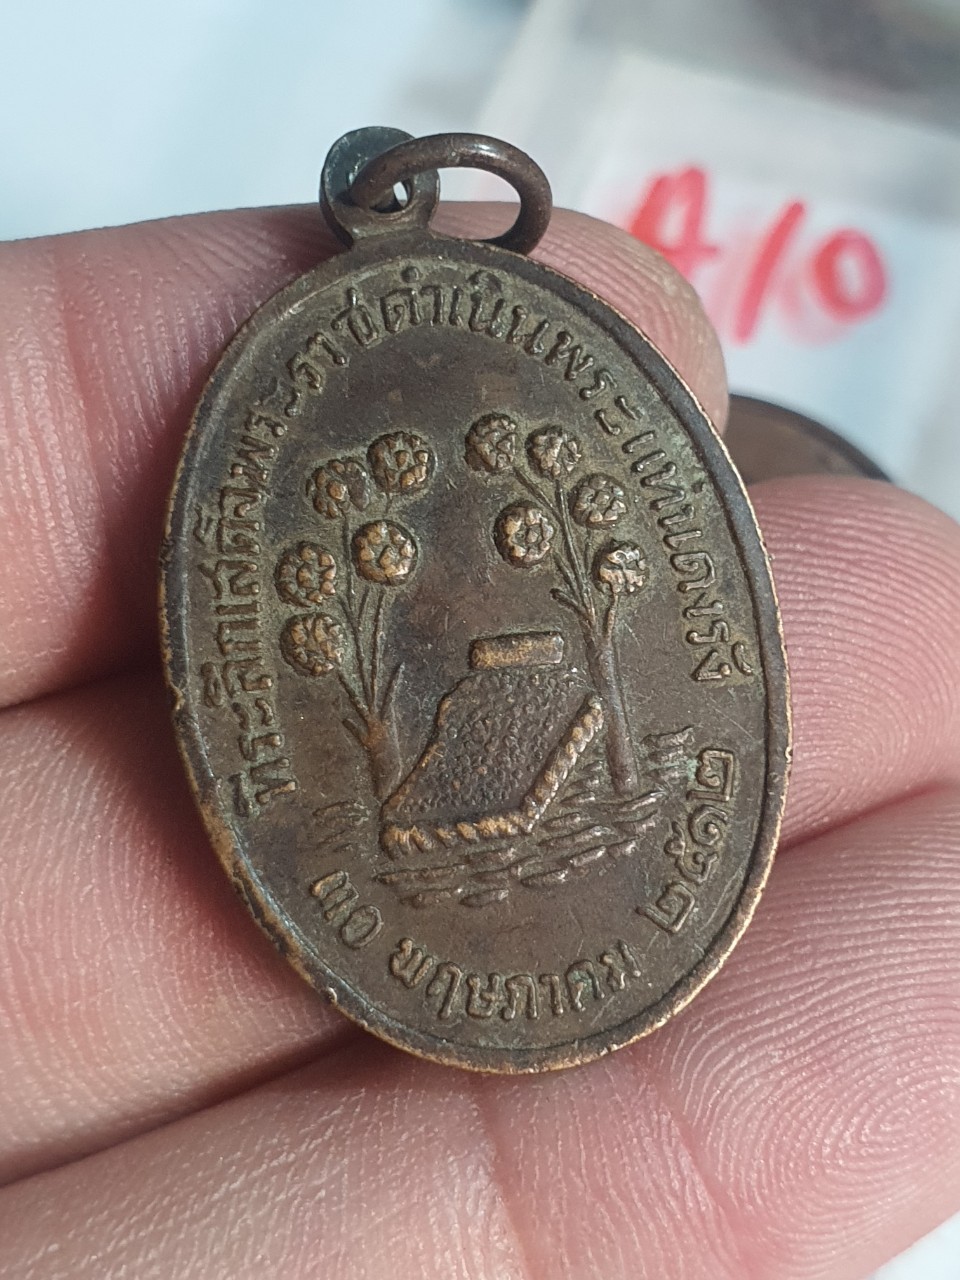 ที่ระลึกเสด็จพระราชดำเนินพระแท่นดงรัง
๓๐ พฤษภาคม ๒๕๑๒
A/10